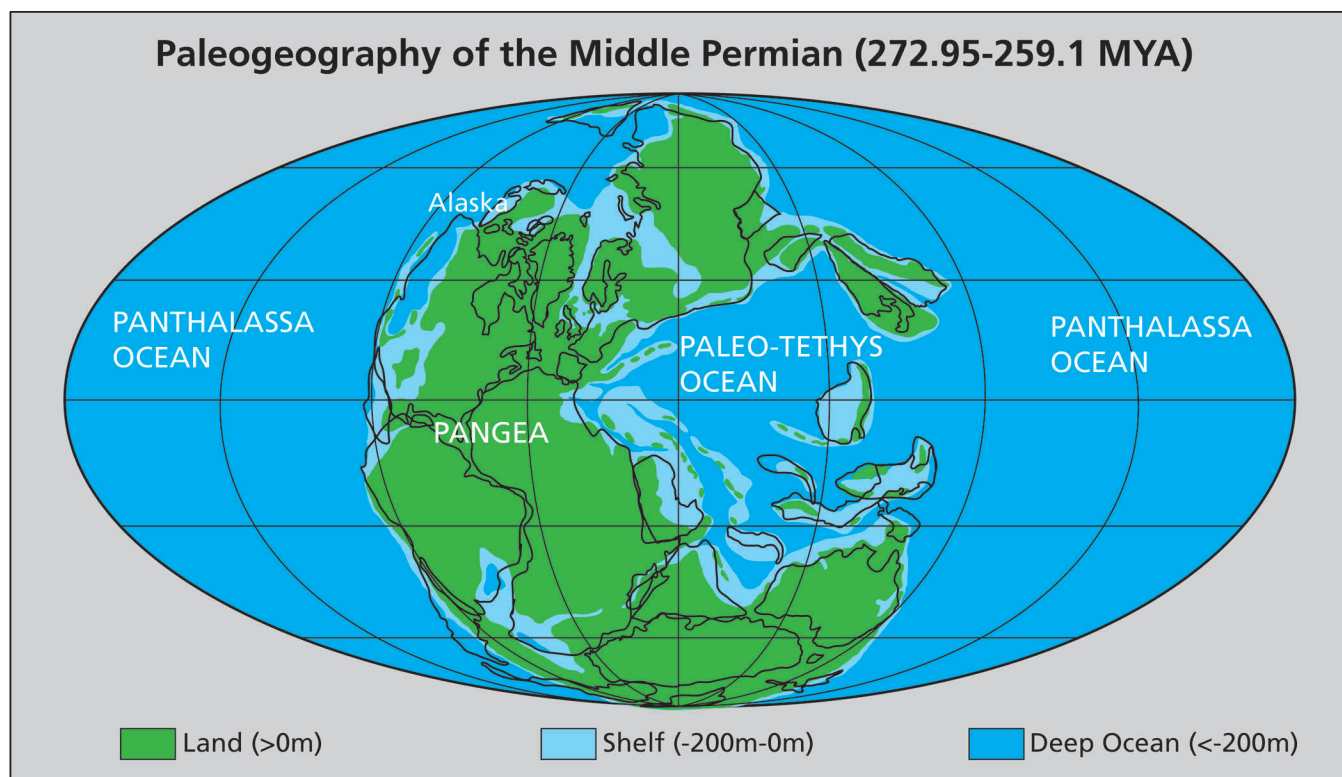 Paleogeography of the Middle Permian (272.95-259.1 MYA)
Alaska
PANTHALASSA
OCEAN
PALEO-TETHYS
OCEAN
PANTHALASSA
OCEAN
PANGEA
Land (>0m)
Shelf (-200m-0m)
Deep Ocean (<-200m)